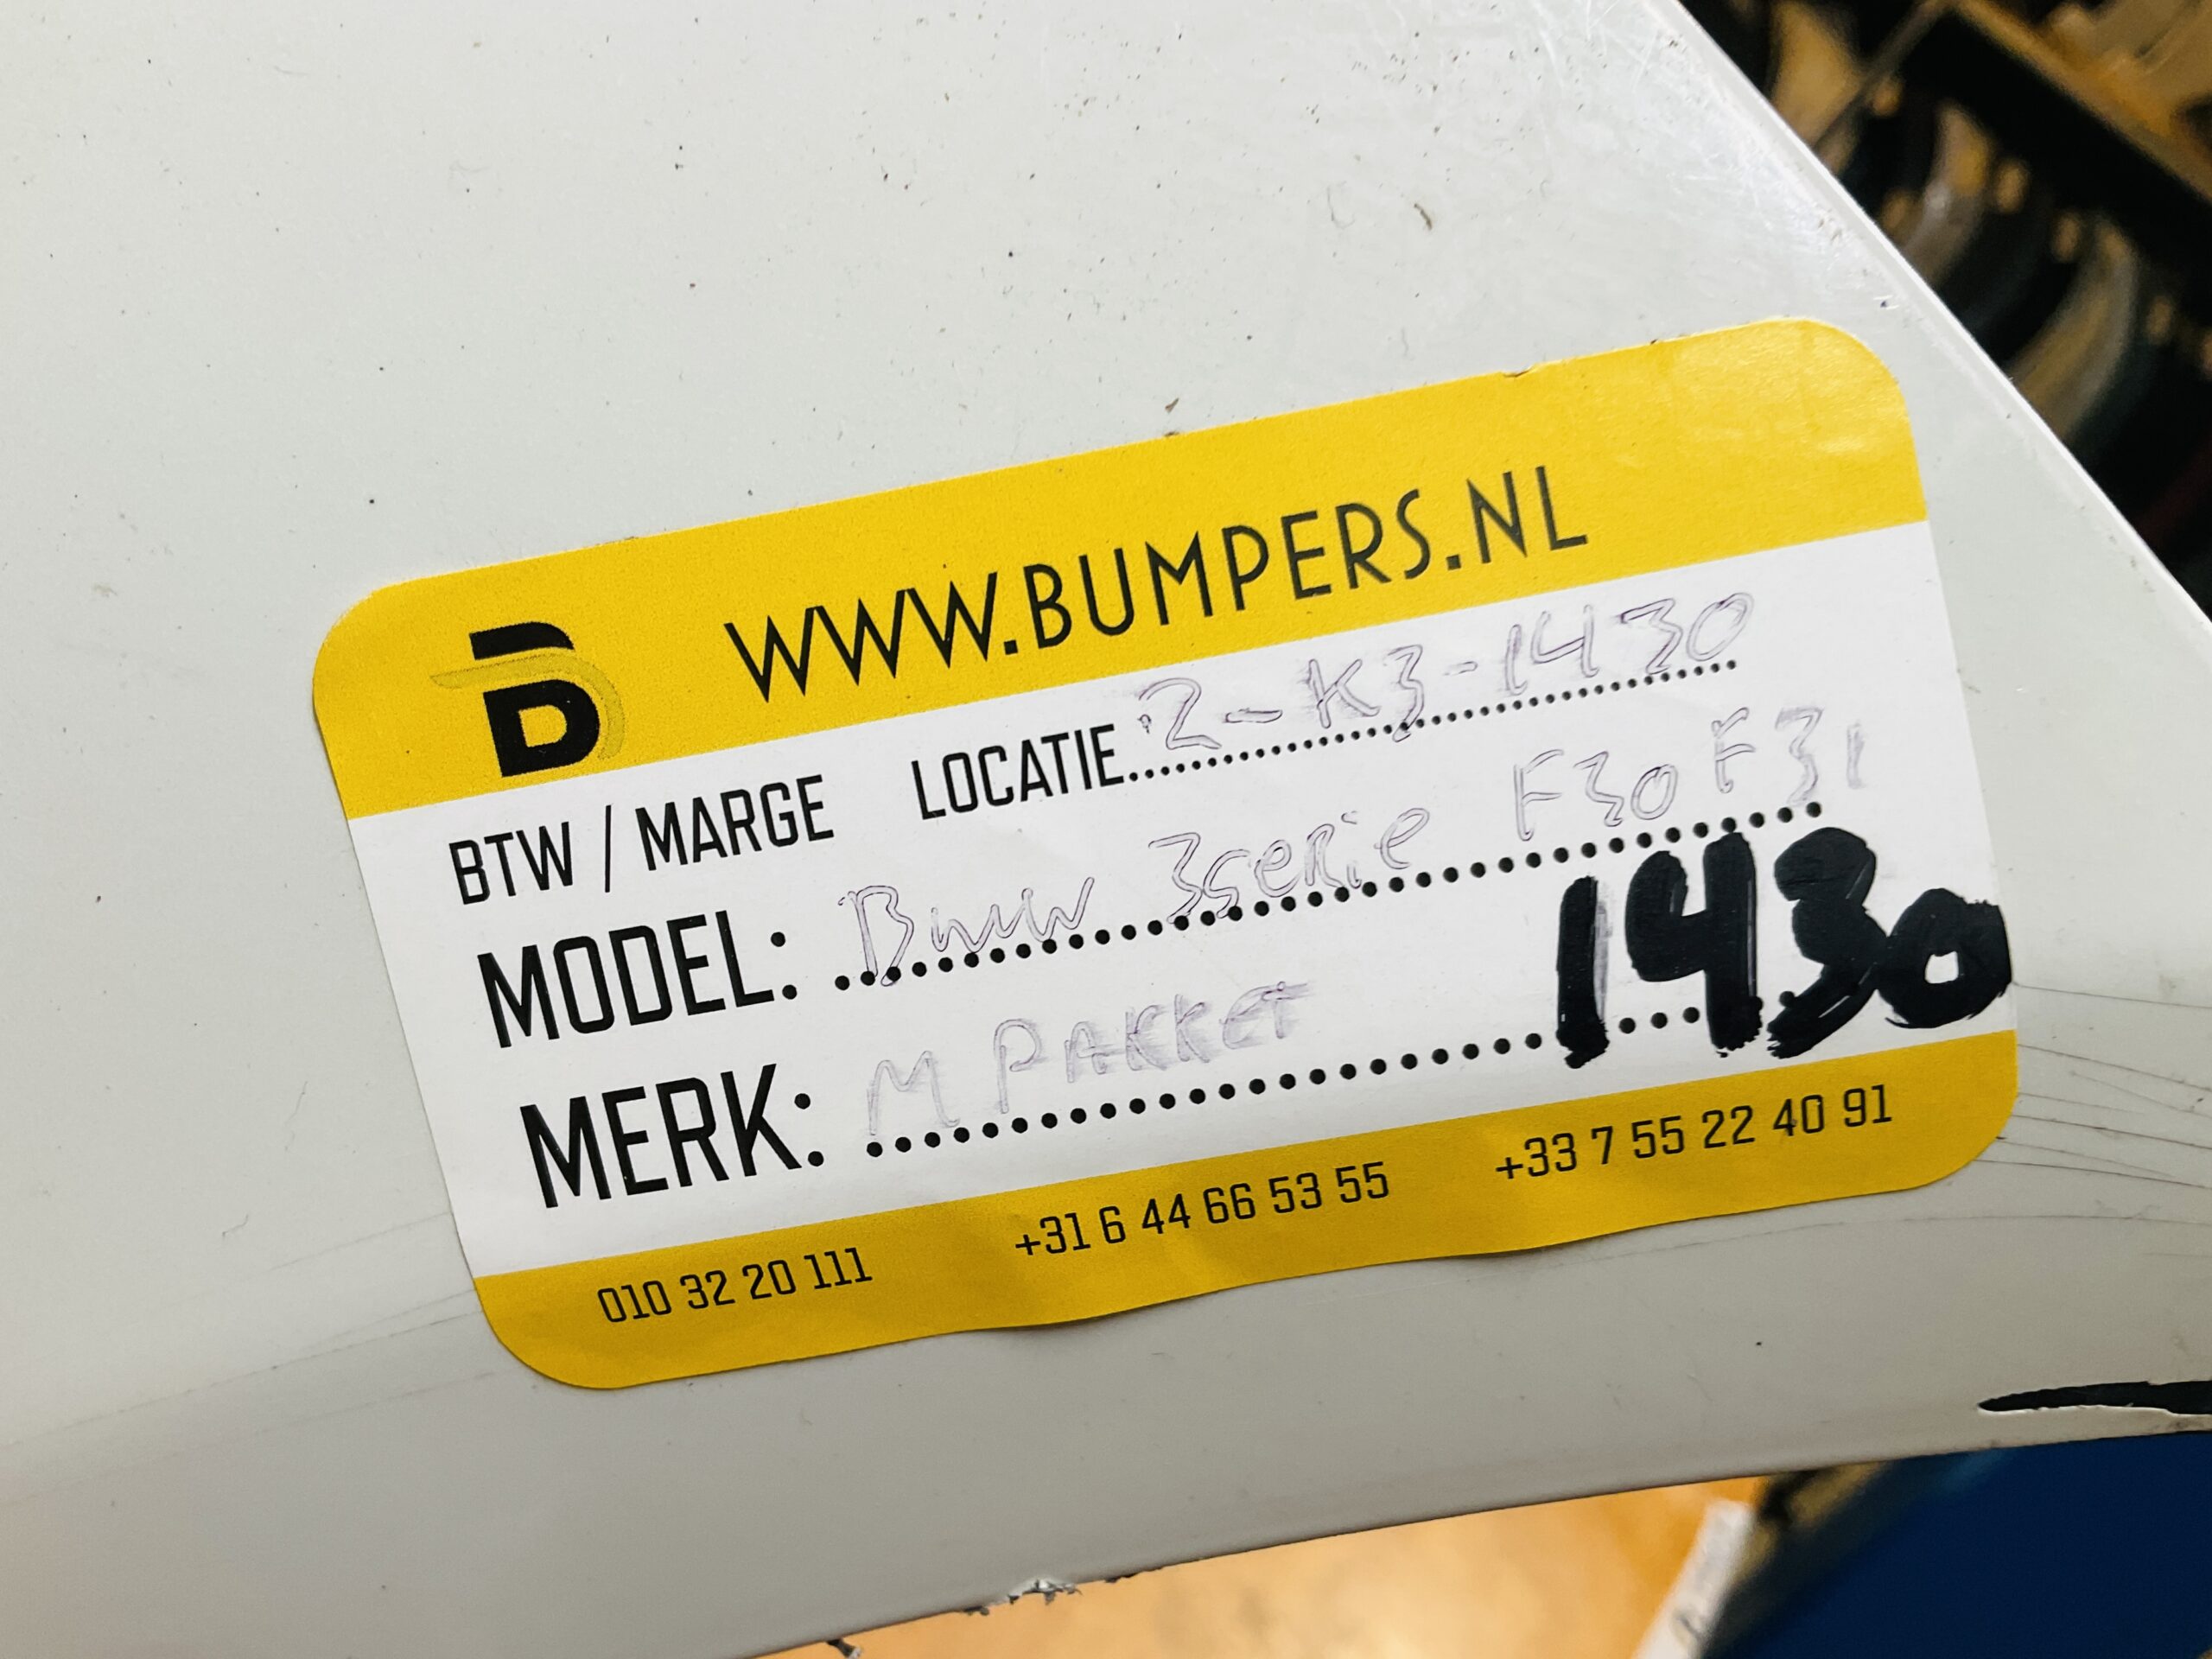 B WWW.BUMPERS.NL
BTW / MARGE LOCATIE 2-K3-1430
MODEL: Bmw 3serie F30 F31
MERK: M PAKKET 1430
010 32 20 111 +31 6 44 66 53 55 +33 7 55 22 40 91